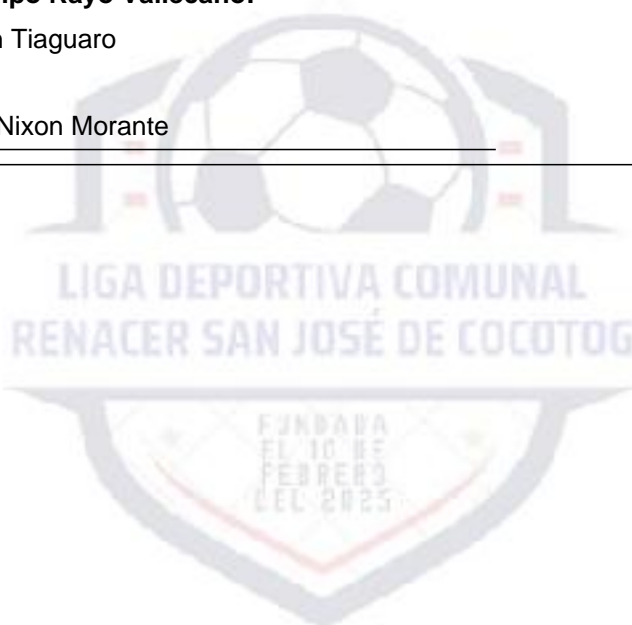 Rayo Vallecano:
Tiaguaro
Nixon Morante
LIGA DEPORTIVA COMUNAL
RENACER SAN JOSÉ DE COCOTOG
FUNDADA
EL 10 DE
FEBRERO
DEL 2025